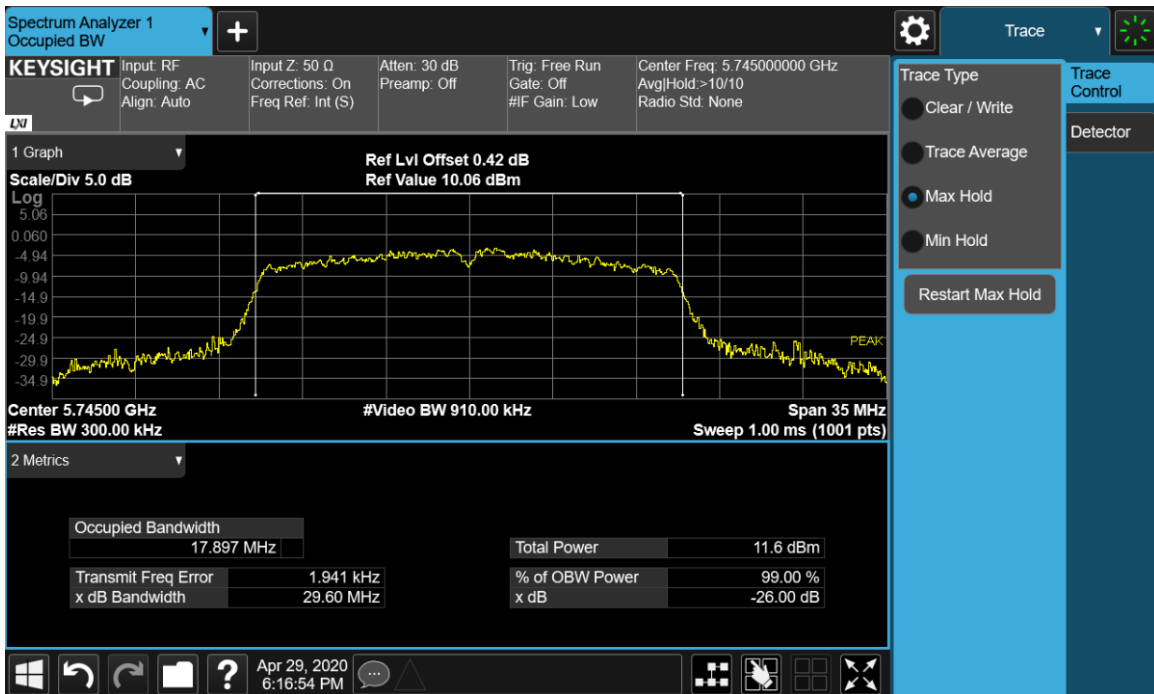 Spectrum Analyzer 1
Occupied BW
Trace
KEYSIGHT
Input: RF
Coupling: AC
Align: Auto
Input Z: 50 Ω
Corrections: On
Freq Ref: Int (S)
Atten: 30 dB
Preamp: Off
Trig: Free Run
Gate: Off
#IF Gain: Low
Center Freq: 5.745000000 GHz
Avg|Hold:>10/10
Radio Std: None
LXI
1 Graph
Scale/Div 5.0 dB
Ref Lvl Offset 0.42 dB
Ref Value 10.06 dBm
Log
5.06
0.060
-4.94
-9.94
-14.9
-19.9
-24.9
-29.9
-34.9
PEAK
Center 5.74500 GHz
#Video BW 910.00 kHz
Span 35 MHz
#Res BW 300.00 kHz
Sweep 1.00 ms (1001 pts)
2 Metrics
Occupied Bandwidth
17.897 MHz
Total Power 11.6 dBm
Transmit Freq Error 1.941 kHz
% of OBW Power 99.00 %
x dB Bandwidth 29.60 MHz
x dB -26.00 dB
Trace Type
Clear / Write
Trace Average
Max Hold
Min Hold
Restart Max Hold
Trace
Control
Detector
?
Apr 29, 2020
6:16:54 PM